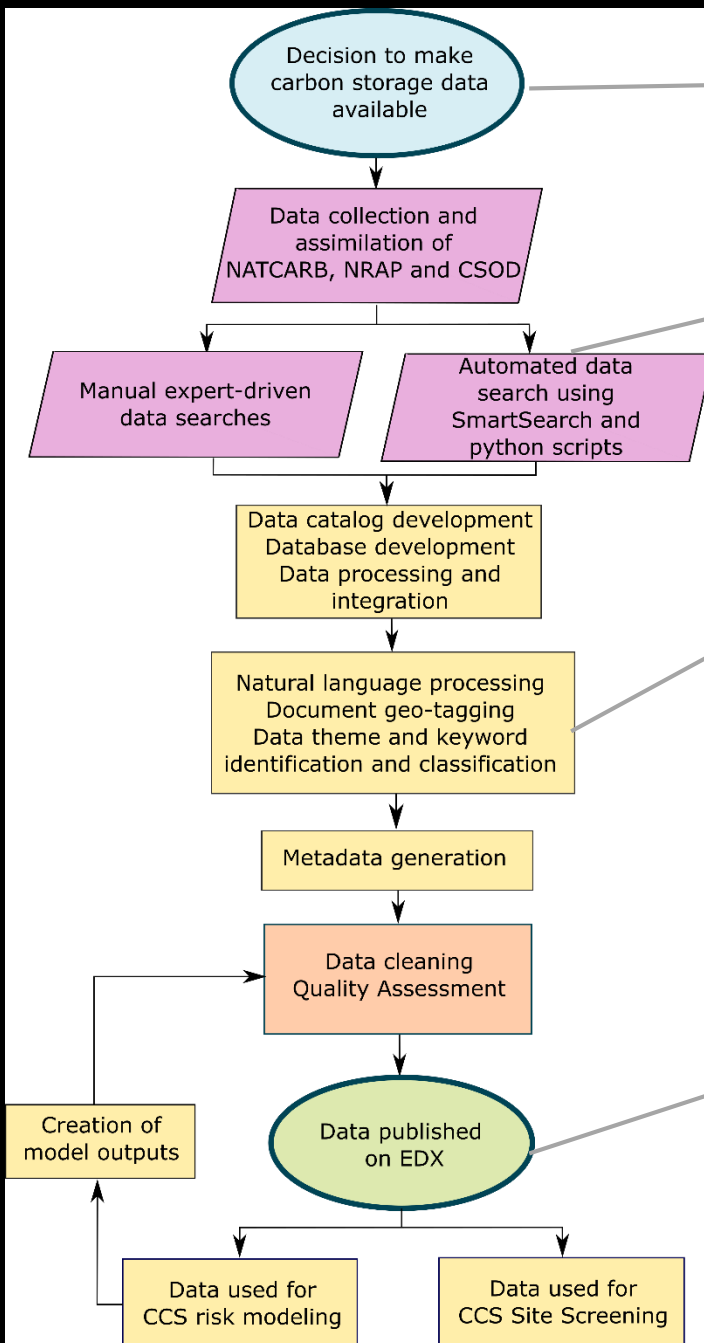 Decision to make
carbon storage data
available
Data collection and
assimilation of
NATCARB, NRAP and CSOD
Manual expert-driven
data searches
Automated data
search using
SmartSearch and
python scripts
Data catalog development
Database development
Data processing and
integration
Natural language processing
Document geo-tagging
Data theme and keyword
identification and classification
Metadata generation
Data cleaning
Quality Assessment
Creation of
model outputs
Data published
on EDX
Data used for
CCS risk modeling
Data used for
CCS Site Screening